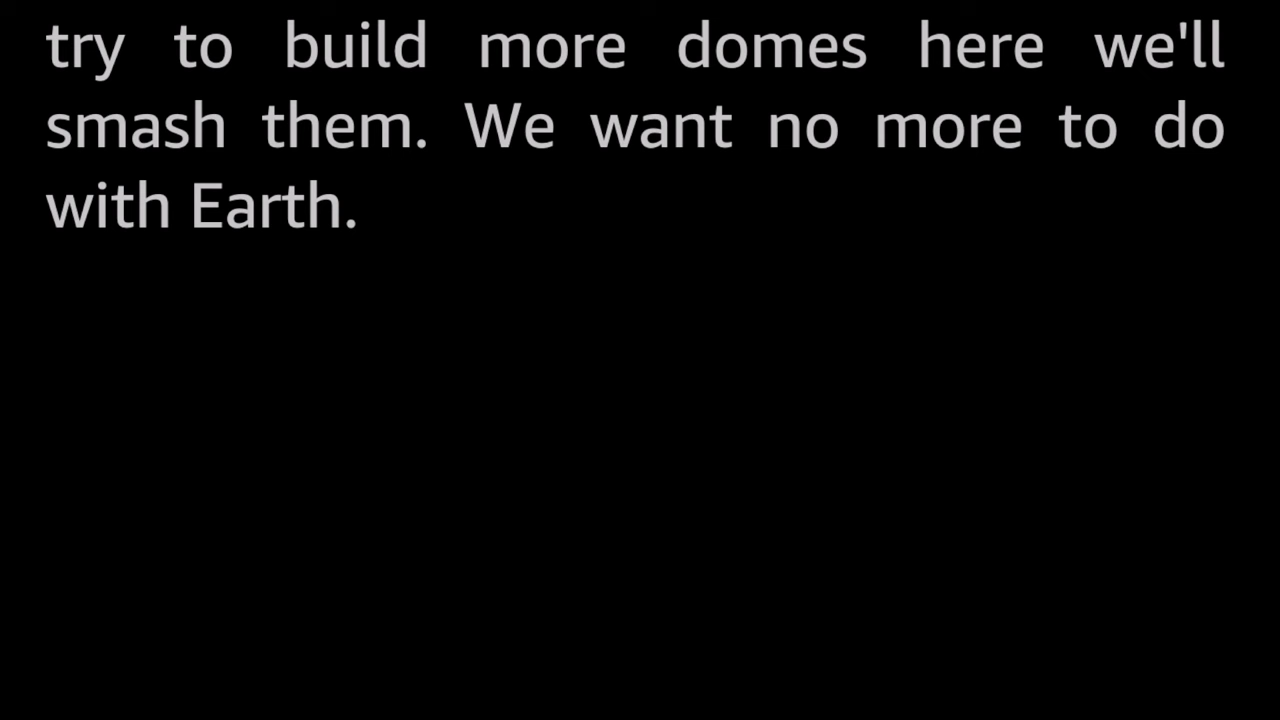 try to build more domes here we'll
smash them. We want no more to do
with Earth.